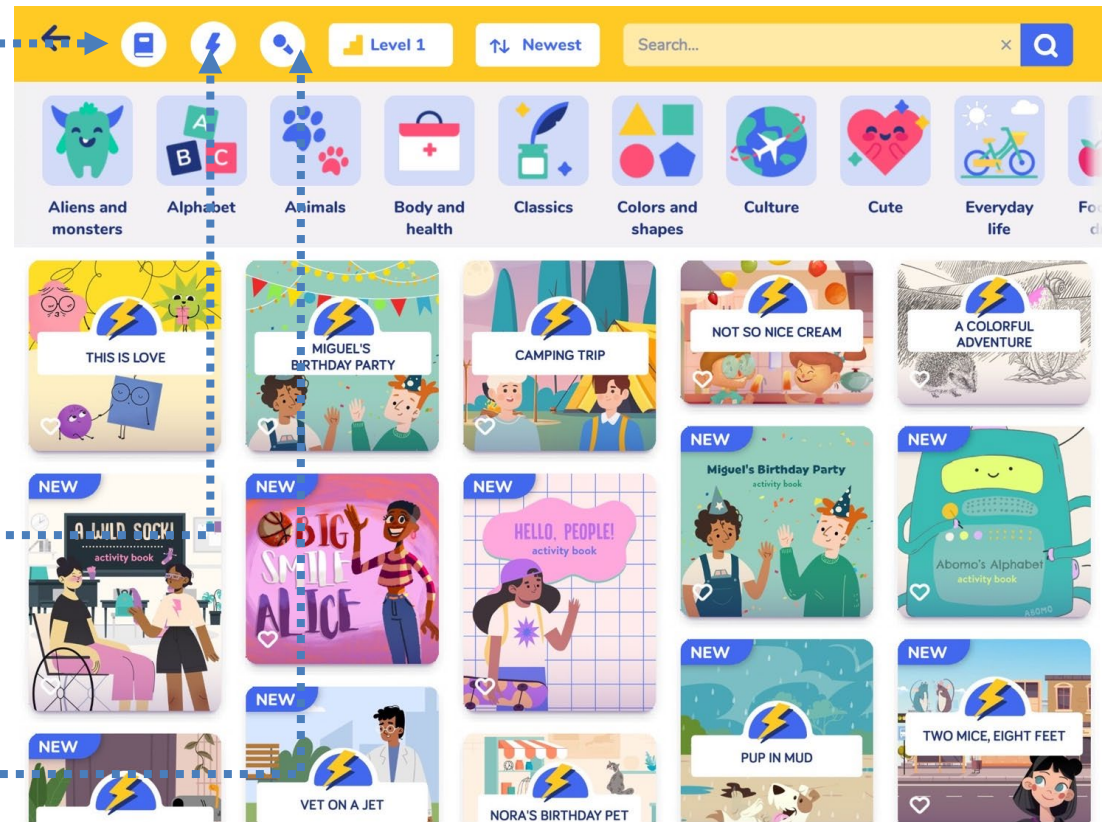 Level 1
Newest
Search...
A
B
C
Aliens and
monsters
Alphabet
Animals
Body and
health
Classics
Colors and
shapes
Culture
Cute
Everyday
life
THIS IS LOVE
MIGUEL'S
BIRTHDAY PARTY
CAMPING TRIP
NOT SO NICE CREAM
A COLORFUL
ADVENTURE
NEW
A WILD SOCK!
activity book
NEW
BIG
SMILE
ALICE
NEW
HELLO, PEOPLE!
activity book
NEW
Miguel's Birthday Party
activity book
NEW
Abomo's Alphabet
activity book
ABOMO
NEW
NEW
VET ON A JET
NORA'S BIRTHDAY PET
NEW
PUP IN MUD
NEW
TWO MICE, EIGHT FEET